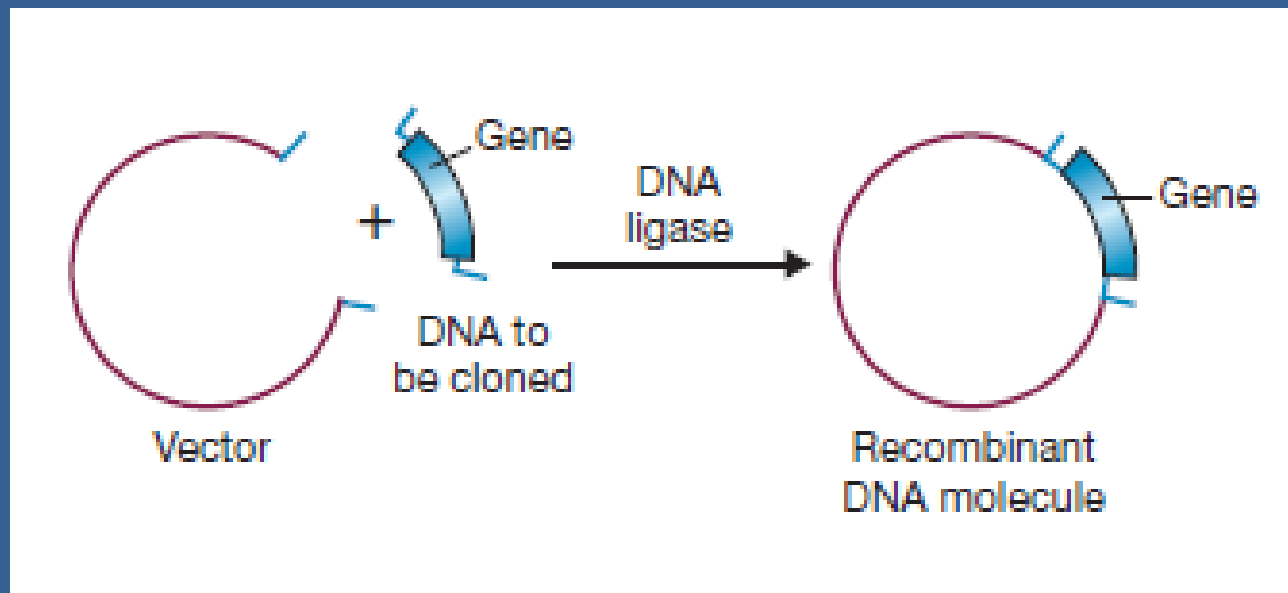 Gene
+
DNA to
be cloned
Vector
DNA
ligase
Gene
Recombinant
DNA molecule